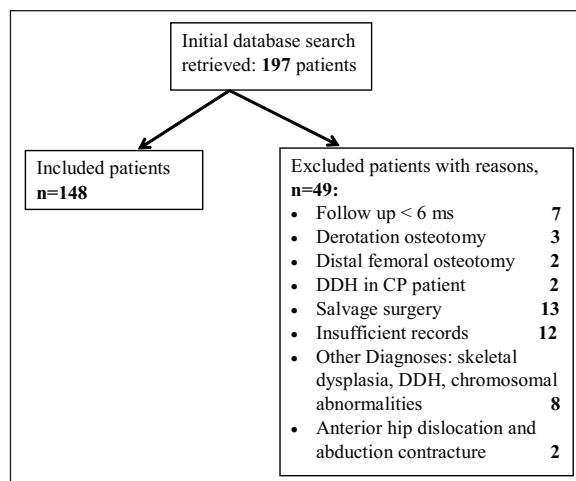 Initial database search
retrieved: 197 patients
Included patients
n=148
Excluded patients with reasons,
n=49:
• Follow up < 6 ms 7
• Derotation osteotomy 3
• Distal femoral osteotomy 2
• DDH in CP patient 2
• Salvage surgery 13
• Insufficient records 12
• Other Diagnoses: skeletal
dysplasia, DDH, chromosomal
abnormalities 8
• Anterior hip dislocation and
abduction contracture 2